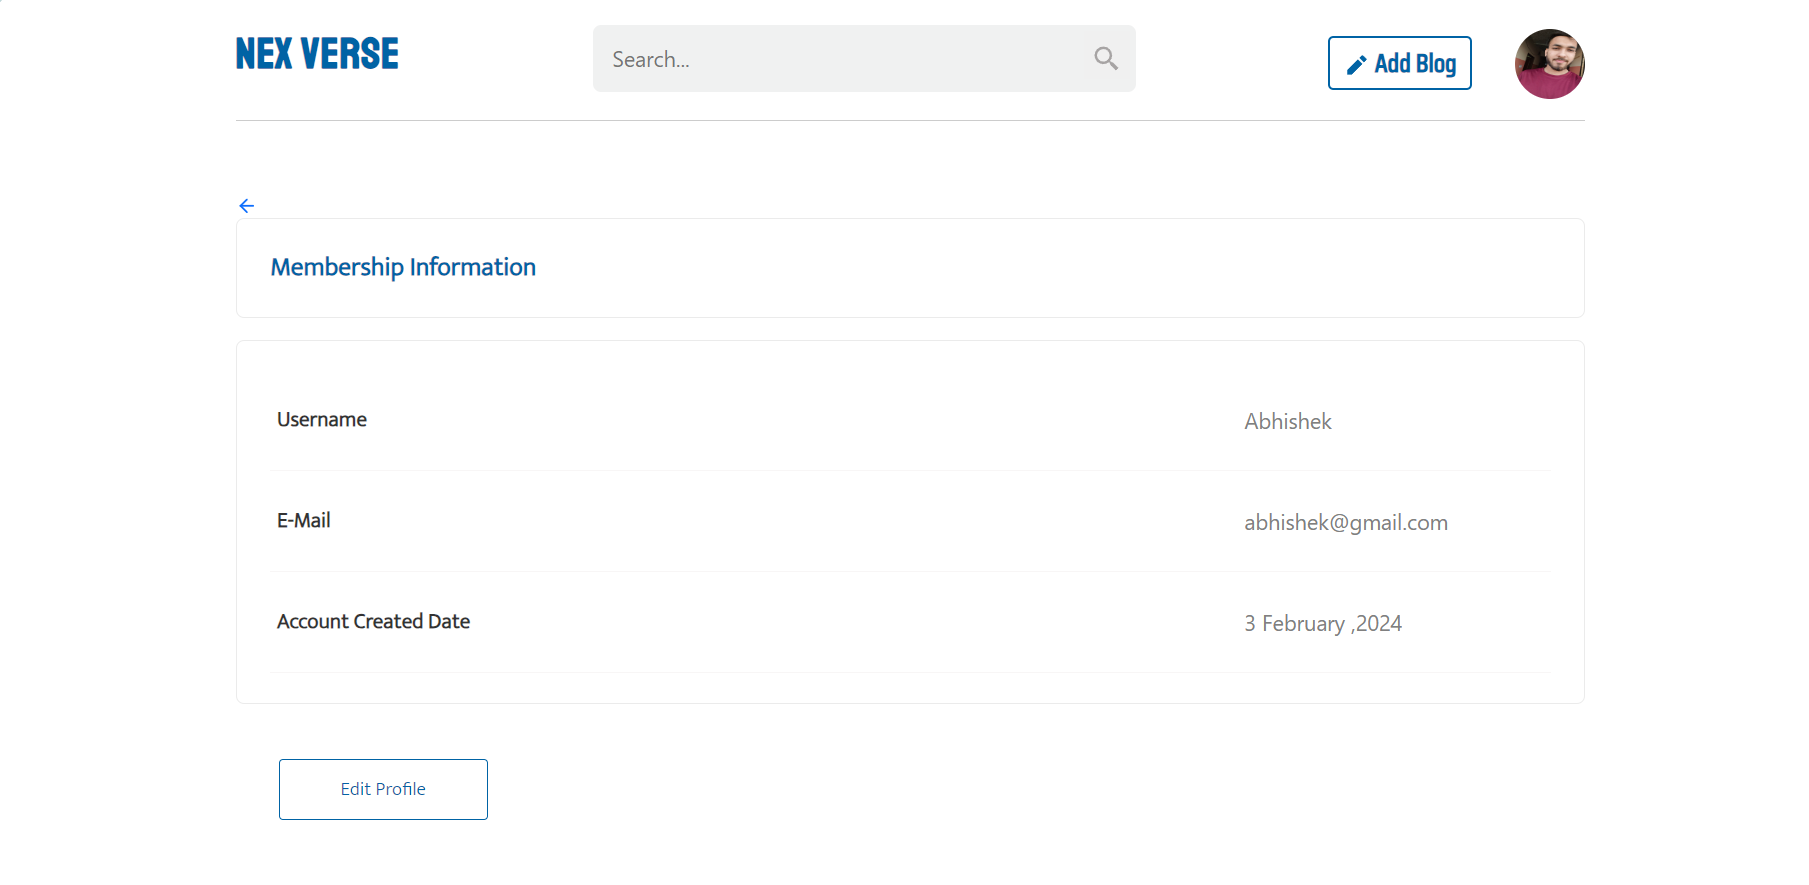 NEX VERSE
Search...
Add Blog
Membership Information
Username
Abhishek
E-Mail
abhishek@gmail.com
Account Created Date
3 February ,2024
Edit Profile